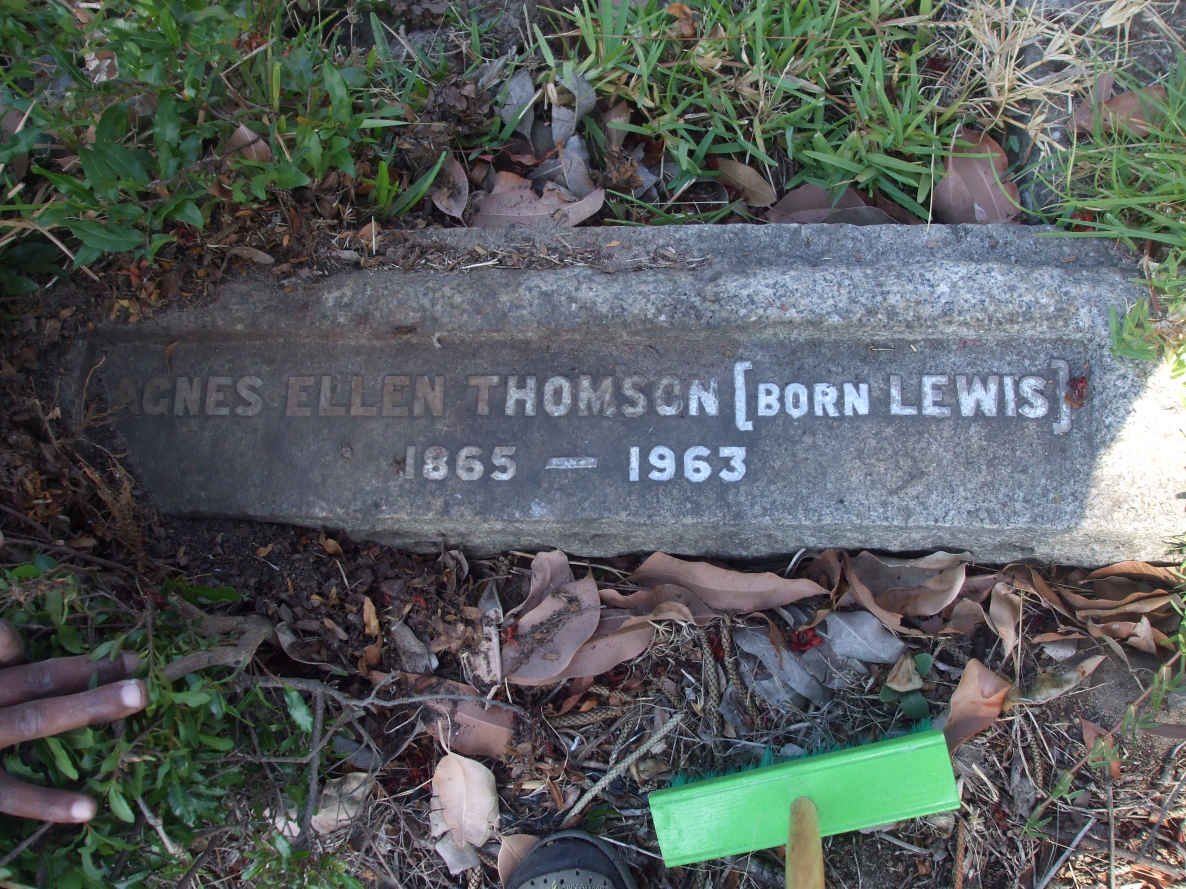 AGNES ELLEN THOMSON [BORN LEWIS]
1865 — 1963